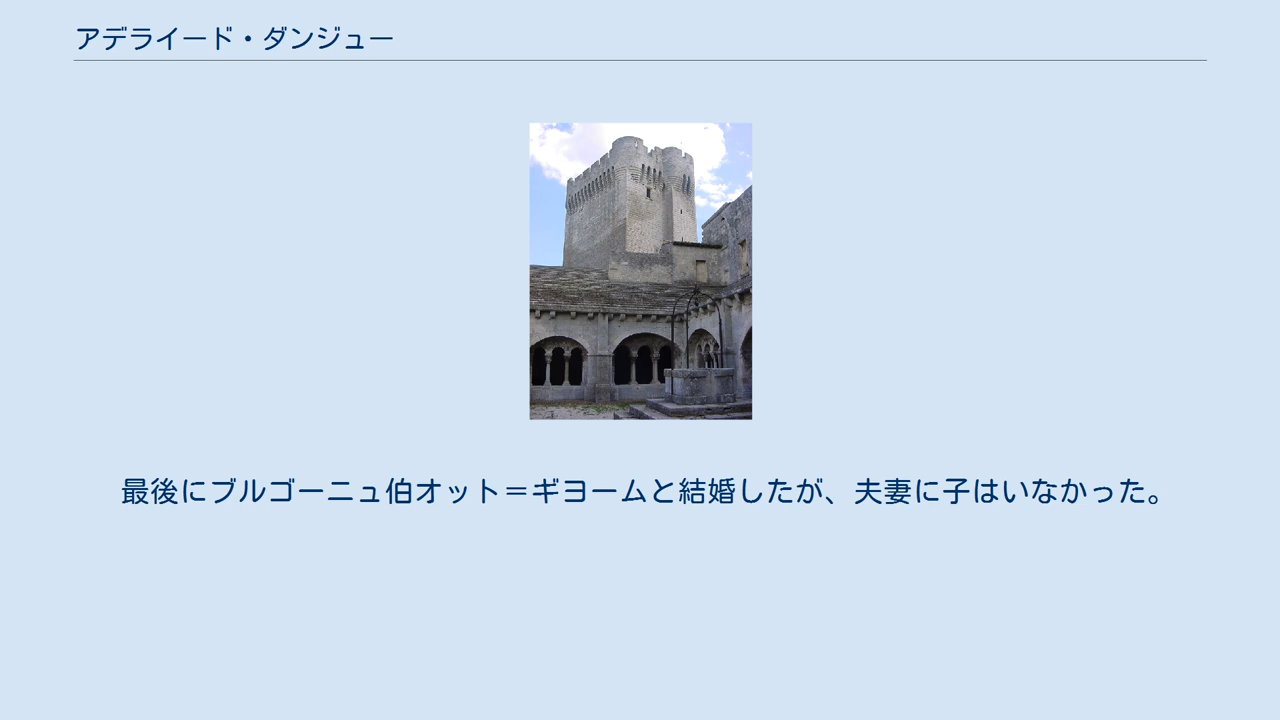 アデライード・ダンジュー
最後にブルゴーニュ伯オット＝ギヨームと結婚したが、夫妻に子はいなかった。